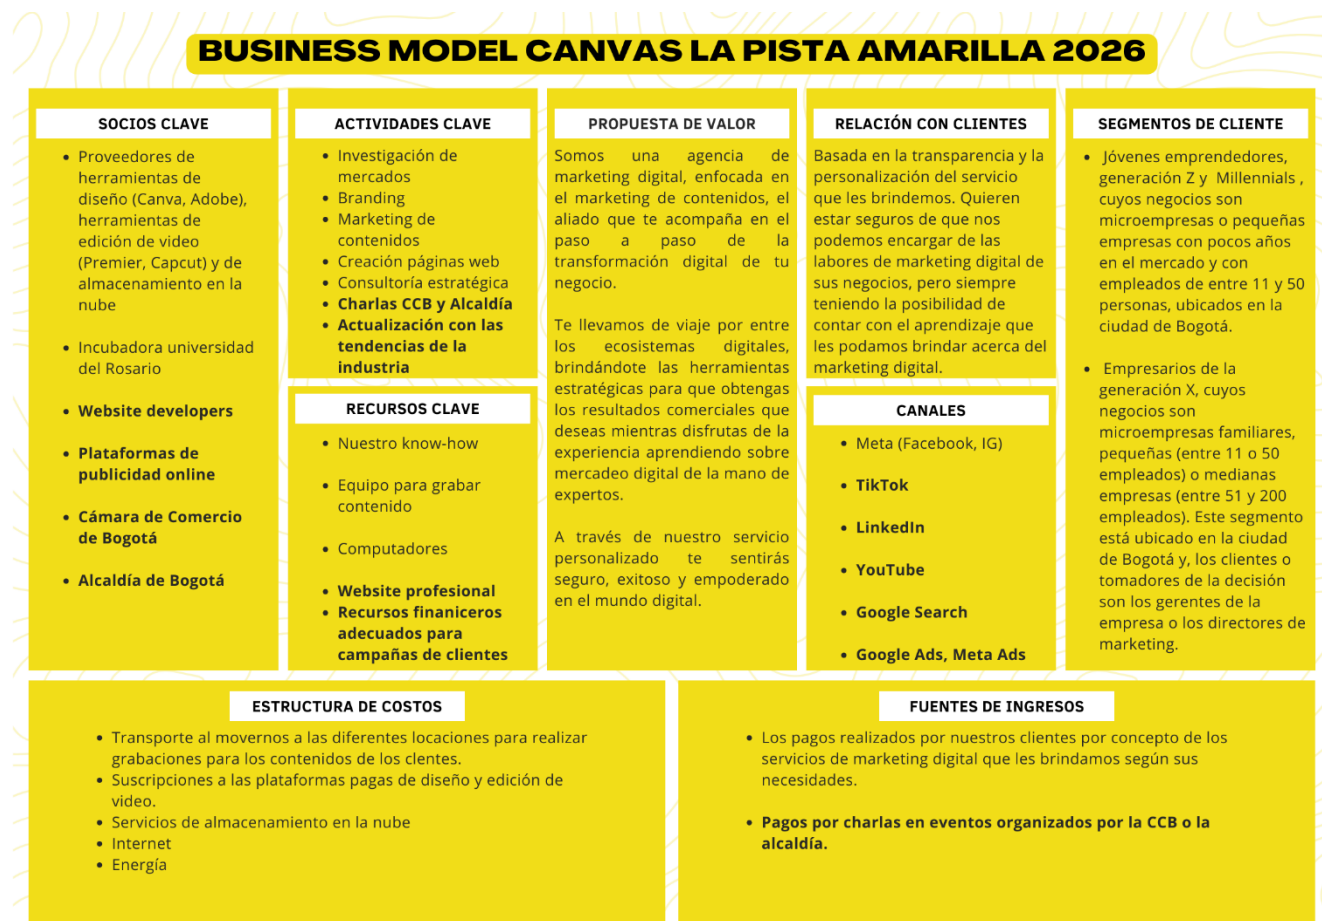 BUSINESS MODEL CANVAS LA PISTA AMARILLA 2026
SOCIOS CLAVE
• Proveedores de
herramientas de
diseño (Canva, Adobe),
herramientas de
edición de video
(Premier, Capcut) y de
almacenamiento en la
nube
• Incubadora universidad
del Rosario
• Website developers
• Plataformas de
publicidad online
• Cámara de Comercio
de Bogotá
• Alcaldía de Bogotá
ACTIVIDADES CLAVE
• Investigación de
mercados
• Branding
• Marketing de
contenidos
• Creación páginas web
• Consultoría estratégica
• Charlas CCB y Alcaldía
• Actualización con las
tendencias de la
industria
RECURSOS CLAVE
• Nuestro know-how
• Equipo para grabar
contenido
• Computadores
• Website profesional
• Recursos finaniceros
adecuados para
campañas de clientes
PROPUESTA DE VALOR
Somos una agencia de
marketing digital, enfocada en
el marketing de contenidos, el
aliado que te acompaña en el
paso a paso de la
transformación digital de tu
negocio.
Te llevamos de viaje por entre
los ecosistemas digitales,
brindándote las herramientas
estratégicas para que obtengas
los resultados comerciales que
deseas mientras disfrutas de la
experiencia aprendiendo sobre
mercadeo digital de la mano de
expertos.
A través de nuestro servicio
personalizado te sentirás
seguro, exitoso y empoderado
en el mundo digital.
RELACIÓN CON CLIENTES
Basada en la transparencia y la
personalización del servicio
que les brindemos. Quieren
estar seguros de que nos
podemos encargar de las
labores de marketing digital de
sus negocios, pero siempre
teniendo la posibilidad de
contar con el aprendizaje que
les podamos brindar acerca del
marketing digital.
CANALES
• Meta (Facebook, IG)
• TikTok
• LinkedIn
• YouTube
• Google Search
• Google Ads, Meta Ads
SEGMENTOS DE CLIENTE
• Jóvenes emprendedores,
generación Z y Millennials ,
cuyos negocios son
microempresas o pequeñas
empresas con pocos años
en el mercado y con
empleados de entre 11 y 50
personas, ubicados en la
ciudad de Bogotá.
• Empresarios de la
generación X, cuyos
negocios son
microempresas familiares,
pequeñas (entre 11 o 50
empleados) o medianas
empresas (entre 51 y 200
empleados). Este segmento
está ubicado en la ciudad
de Bogotá y, los clientes o
tomadores de la decisión
son los gerentes de la
empresa o los directores de
marketing.
ESTRUCTURA DE COSTOS
• Transporte al movernos a las diferentes locaciones para realizar
grabaciones para los contenidos de los clentes.
• Suscripciones a las plataformas pagas de diseño y edición de
video.
• Servicios de almacenamiento en la nube
• Internet
• Energía
FUENTES DE INGRESOS
• Los pagos realizados por nuestros clientes por concepto de los
servicios de marketing digital que les brindamos según sus
necesidades.
• Pagos por charlas en eventos organizados por la CCB o la
alcaldía.